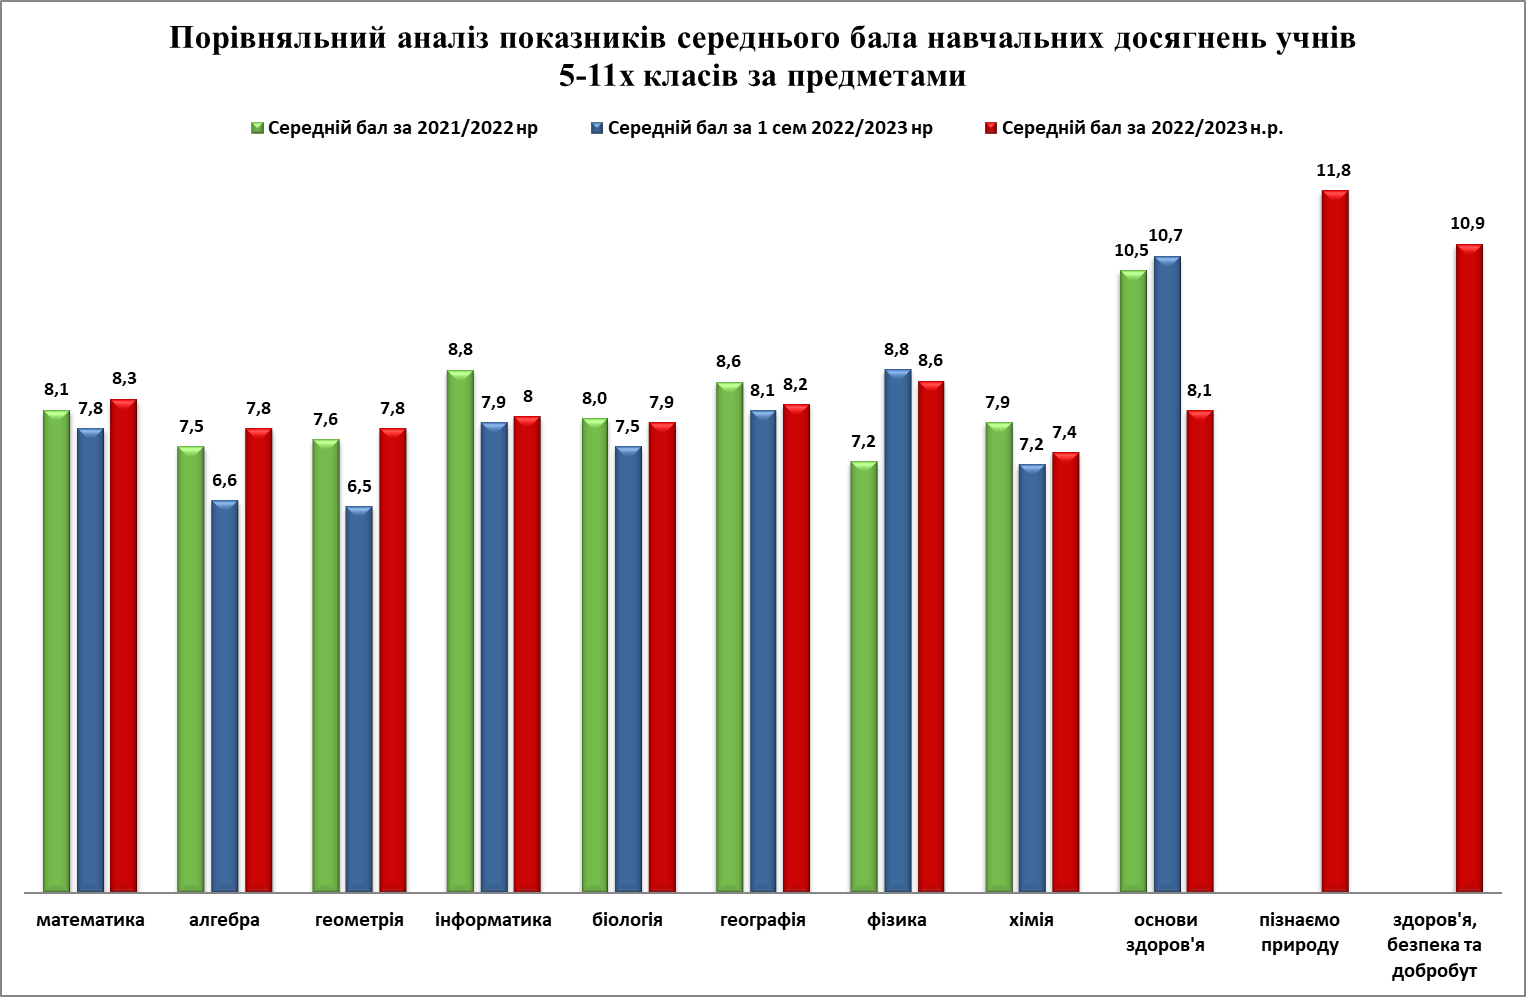 Порівняльний аналіз показників середнього бала навчальних досягнень учнів
5-11х класів за предметами
Середній бал за 2021/2022 нр
Середній бал за 1 сем 2022/2023 нр
Середній бал за 2022/2023 н.р.
8,1
7,8
8,3
7,5
6,6
7,8
7,6
6,5
7,8
8,8
7,9
8
8,0
7,5
7,9
8,6
8,1
8,2
7,2
8,8
8,6
7,9
7,2
7,4
10,5
10,7
8,1
11,8
10,9
математика
алгебра
геометрія
інформатика
біологія
географія
фізика
хімія
основи
здоров'я
пізнаємо
природу
здоров'я,
безпека та
добробут